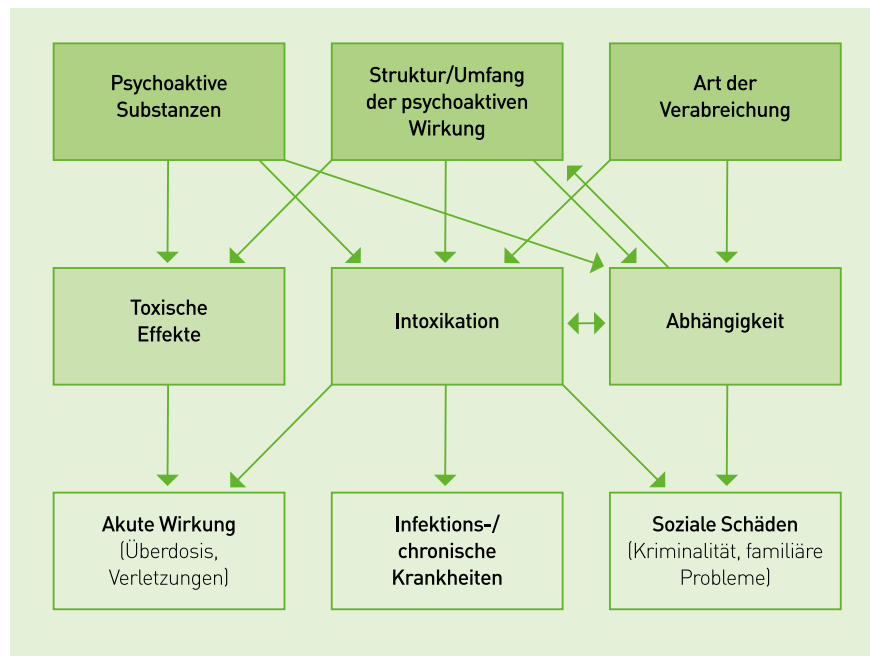 Psychoaktive
Substanzen
Struktur/Umfang
der psychoaktiven
Wirkung
Art der
Verabreichung
Toxische
Effekte
Intoxikation
Abhängigkeit
Akute Wirkung
(Überdosis,
Verletzungen)
Infektions-/
chronische
Krankheiten
Soziale Schäden
(Kriminalität, familiäre
Probleme)